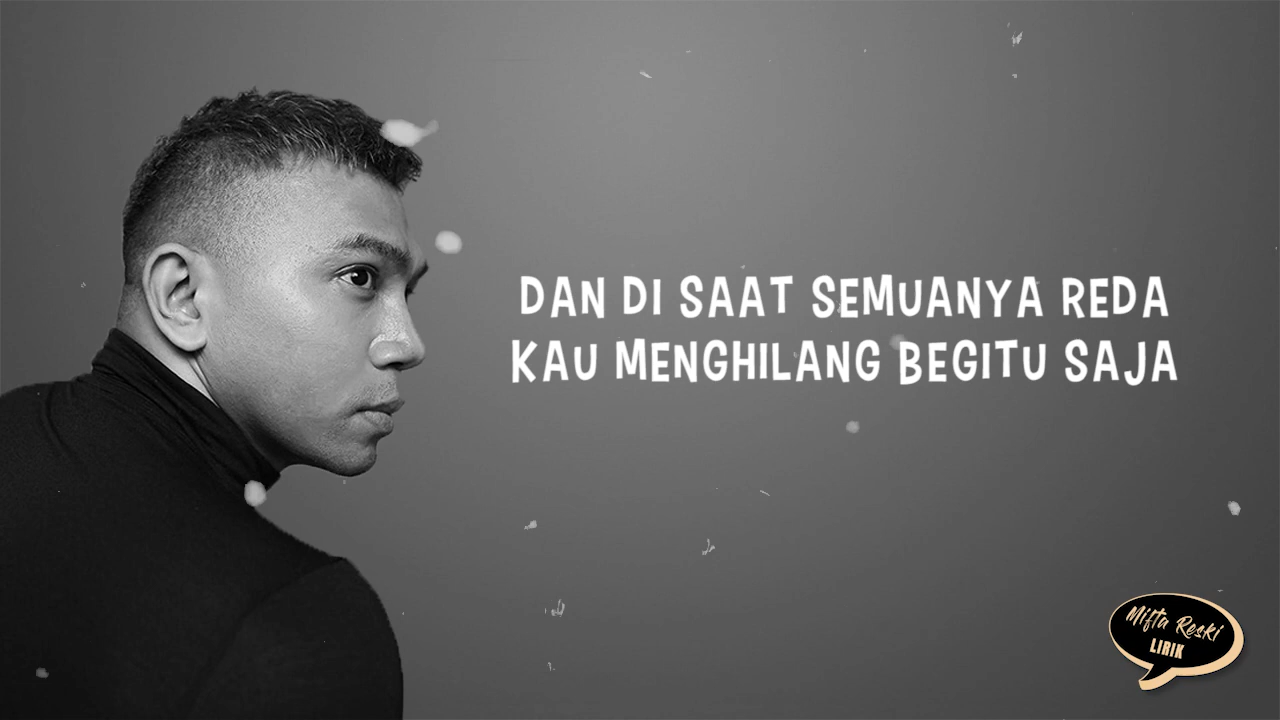 DAN DI SAAT SEMUANYA REDA
KAU MENGHILANG BEGITU SAJA
Mifta Reski
LIRIK